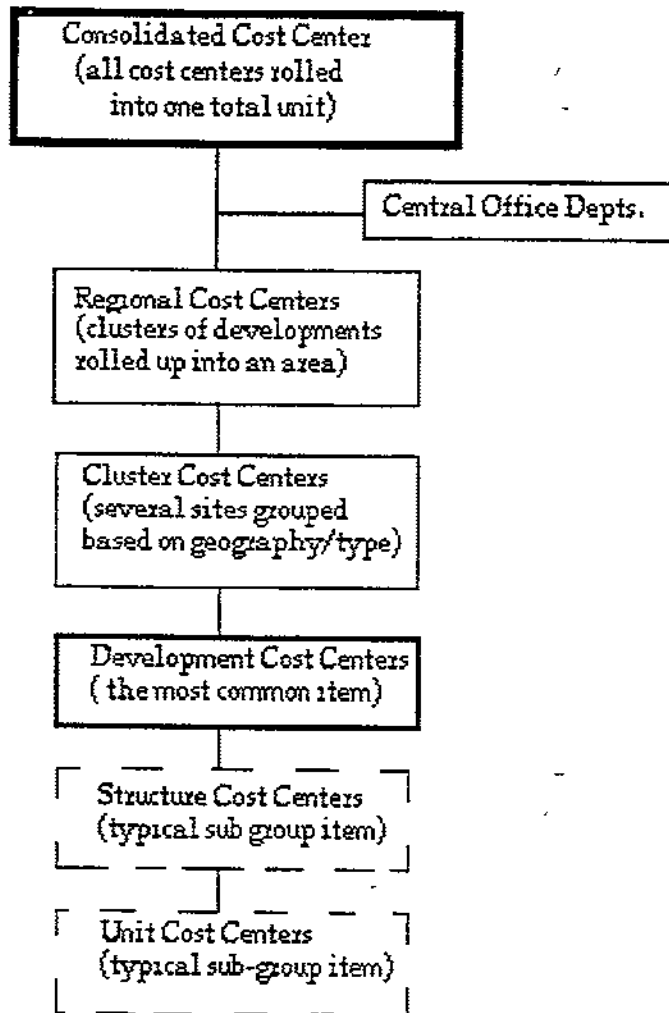 Consolidated Cost Center
(all cost centers rolled
into one total unit)
Central Office Depts.
Regional Cost Centers
(clusters of developments
rolled up into an area)
Cluster Cost Centers
(several sites grouped
based on geography/type)
Development Cost Centers
( the most common item)
Structure Cost Centers
(typical sub group item)
Unit Cost Centers
(typical sub-group item)